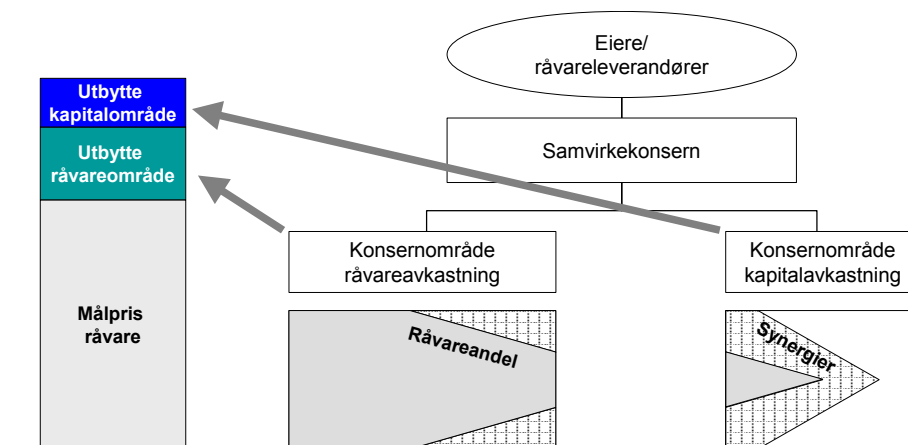 Eiere/
råvareleverandører
Utbytte
kapitalområde
Samvirkekonsern
Utbytte
råvareområde
Konsernområde
råvareavkastning
Konsernområde
kapitalavkastning
Målpris
råvare
Råvareandel
Synergier